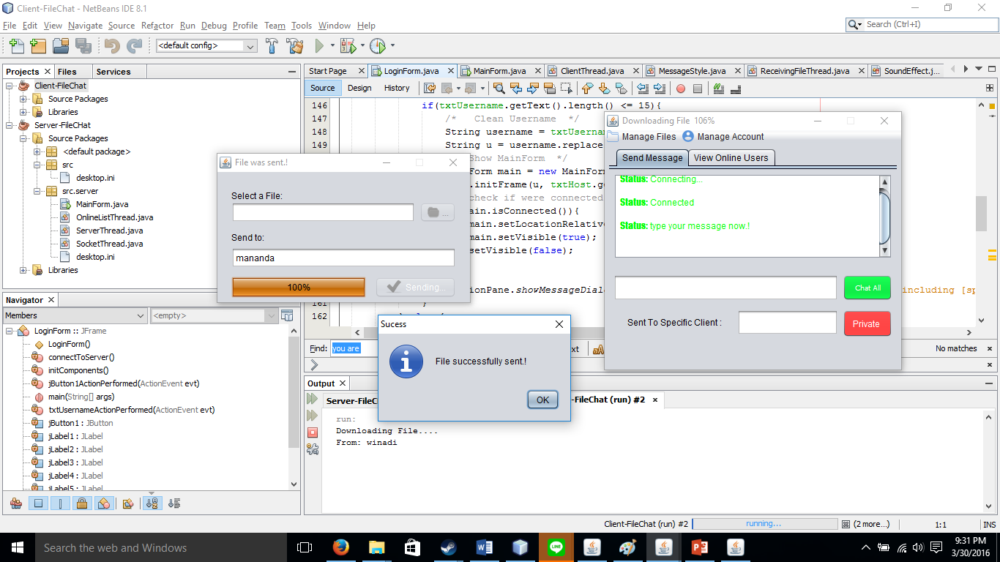 Client-FileChat - NetBeans IDE 8.1
File Edit View Navigate Source Refactor Run Debug Profile Team Tools Window Help
Search (Ctrl+I)
<default config>
Projects Files Services
Client-FileChat
Source Packages
Libraries
Server-FileCHat
Source Packages
<default package>
src
desktop.ini
src.server
MainForm.java
OnlineListThread.java
ServerThread.java
SocketThread.java
desktop.ini
Libraries
Navigator
Members
<empty>
LoginForm :: JFrame
LoginForm()
connectToServer()
initComponents()
jButton1ActionPerformed(ActionEvent evt)
main(String[] args)
txtUsernameActionPerformed(ActionEvent evt)
jButton1 : JButton
jLabel1 : JLabel
jLabel2 : JLabel
jLabel3 : JLabel
jLabel4 : JLabel
jLabel5 : JLabel
Start Page LoginForm.java MainForm.java ClientThread.java MessageStyle.java ReceivingFileThread.java SoundEffect.j...
Source Design History
146 if(txtUsername.getText().length() <= 15){
147 /* Clean Username */
148 String username = txtUsern
149 String u = username.replace
Show MainForm */
Form main = new MainForm
.initFrame(u, txtHost.ge
check if were connected
ain.isConnected()){
main.setLocationRelative
main.setVisible(true);
setVisible(false);
ionPane.showMessageDialo
including [sp
161 }
162
Find: you are
xt
No matches
File was sent.!
Select a File:
...
Send to:
mananda
100%
Sending...
Downloading File 106%
Manage Files Manage Account
Send Message View Online Users
Status: Connecting...
Status: Connected
Status: type your message now.!
Chat All
Sent To Specific Client :
Private
Sucess
File successfully sent.!
OK
Output
Server-FileC
-FileChat (run) #2
run:
Downloading File....
From: winadi
Client-FileChat (run) #2 running... (2 more...) 1:1 INS
Search the web and Windows
LINE
9:31 PM
3/30/2016